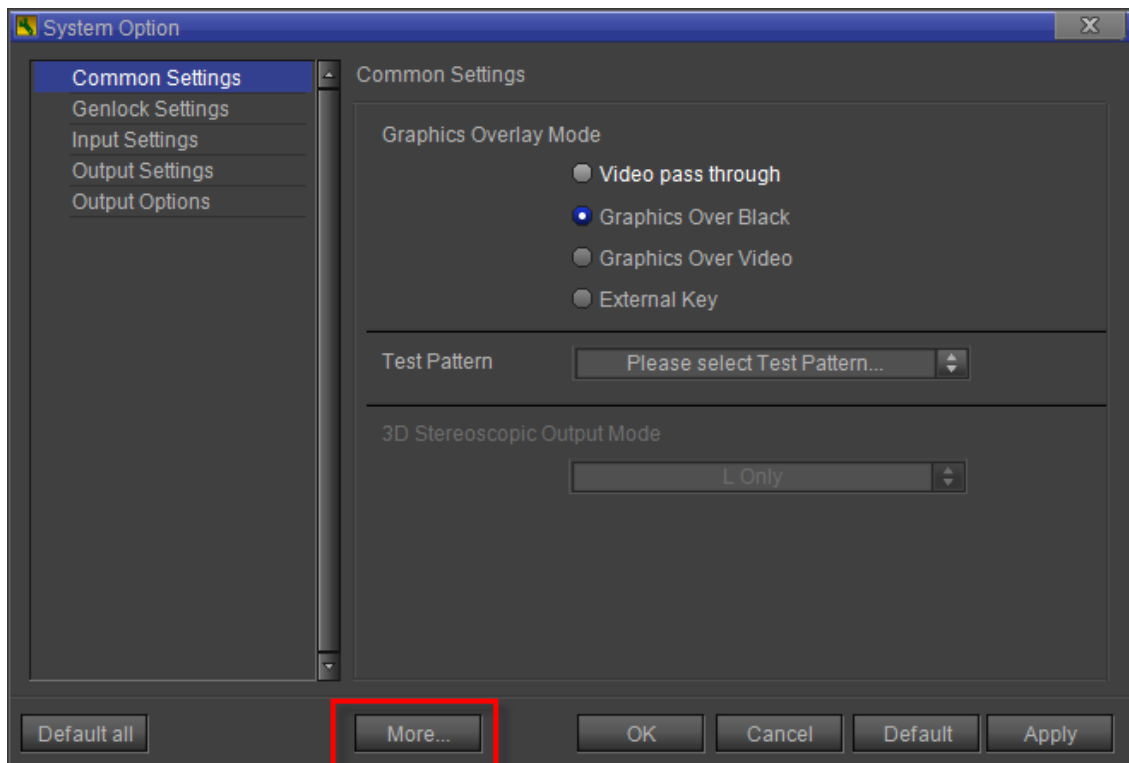 System Option
Common Settings
Genlock Settings
Input Settings
Output Settings
Output Options
Common Settings
Graphics Overlay Mode
Video pass through
Graphics Over Black
Graphics Over Video
External Key
Test Pattern Please select Test Pattern...
3D Stereoscopic Output Mode
L Only
Default all More... OK Cancel Default Apply